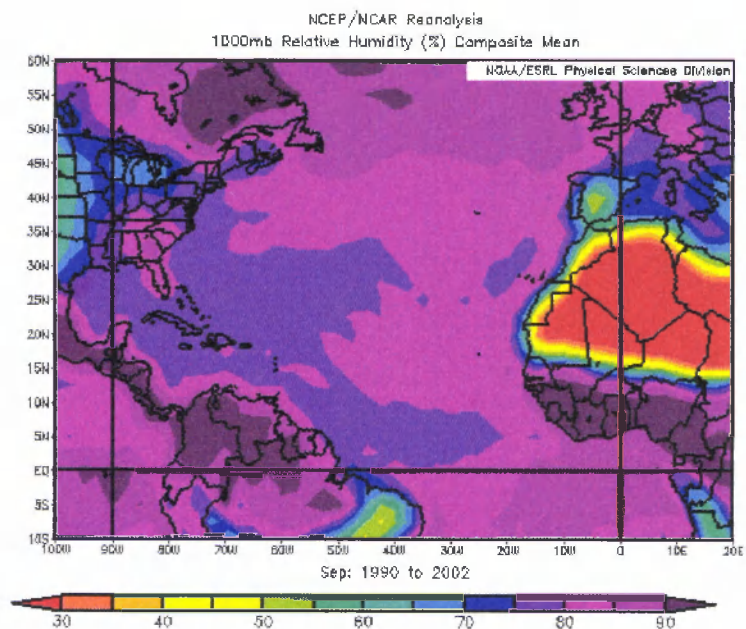 NCEP/NCAR Reanalysis
1000mb Relative Humidity (%) Composite Mean
NOAA/ESRL Physical Sciences Division
60N
55N
50N
45N
40N
35N
30N
25N
20N
15N
10N
5N
EQ
5S
10S
100W 90W 80W 70W 60W 50W 40W 30W 20W 10W 0 10E 20E
Sep: 1990 to 2002
30 40 50 60 70 80 90